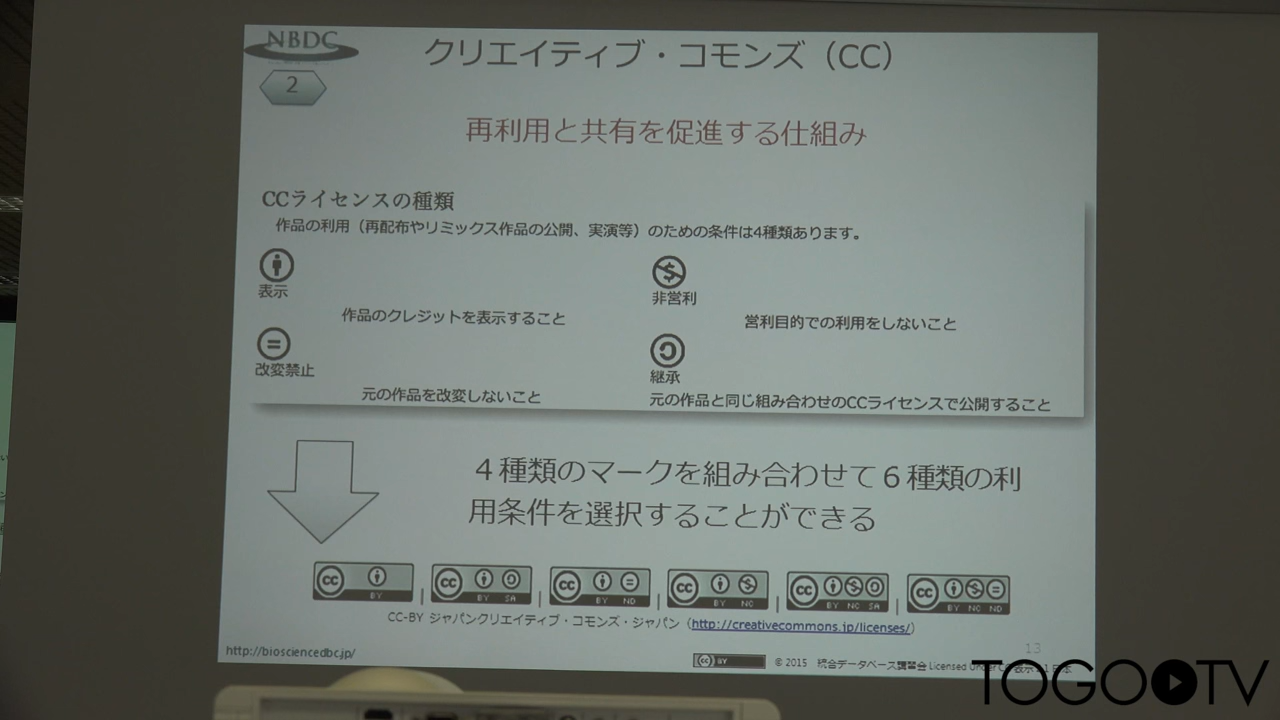 NBDC
2
クリエイティブ・コモンズ（CC）
再利用と共有を促進する仕組み
CCライセンスの種類
作品の利用（再配布やリミックス作品の公開、実演等）のための条件は4種類あります。
表示
作品のクレジットを表示すること
非営利
営利目的での利用をしないこと
改変禁止
元の作品を改変しないこと
継承
元の作品と同じ組み合わせのCCライセンスで公開すること
４種類のマークを組み合わせて６種類の利
用条件を選択することができる
cc BY | cc BY SA | cc BY ND | cc BY NC | cc BY NC SA | cc BY NC ND
CC-BY ジャパンクリエイティブ・コモンズ・ジャパン（http://creativecommons.jp/licenses/）
13
http://biosciencedbc.jp/
cc BY
© 2015 統合データベース講習会 Licensed Under
TOGOTV